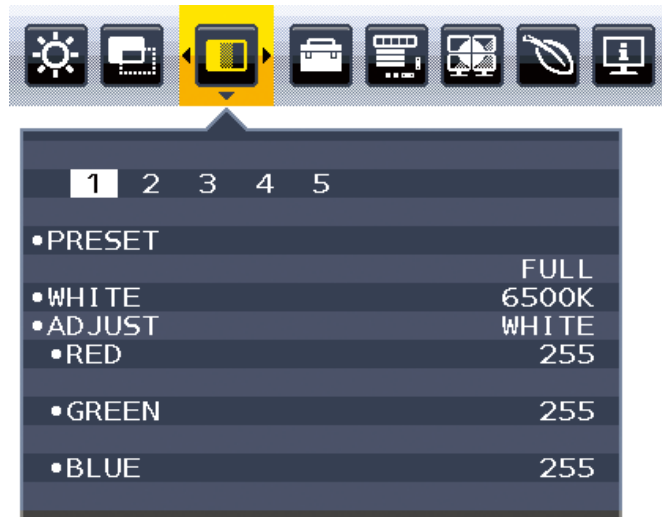 i
1 2 3 4 5
•PRESET
FULL
•WHITE 6500K
•ADJUST WHITE
•RED 255
•GREEN 255
•BLUE 255